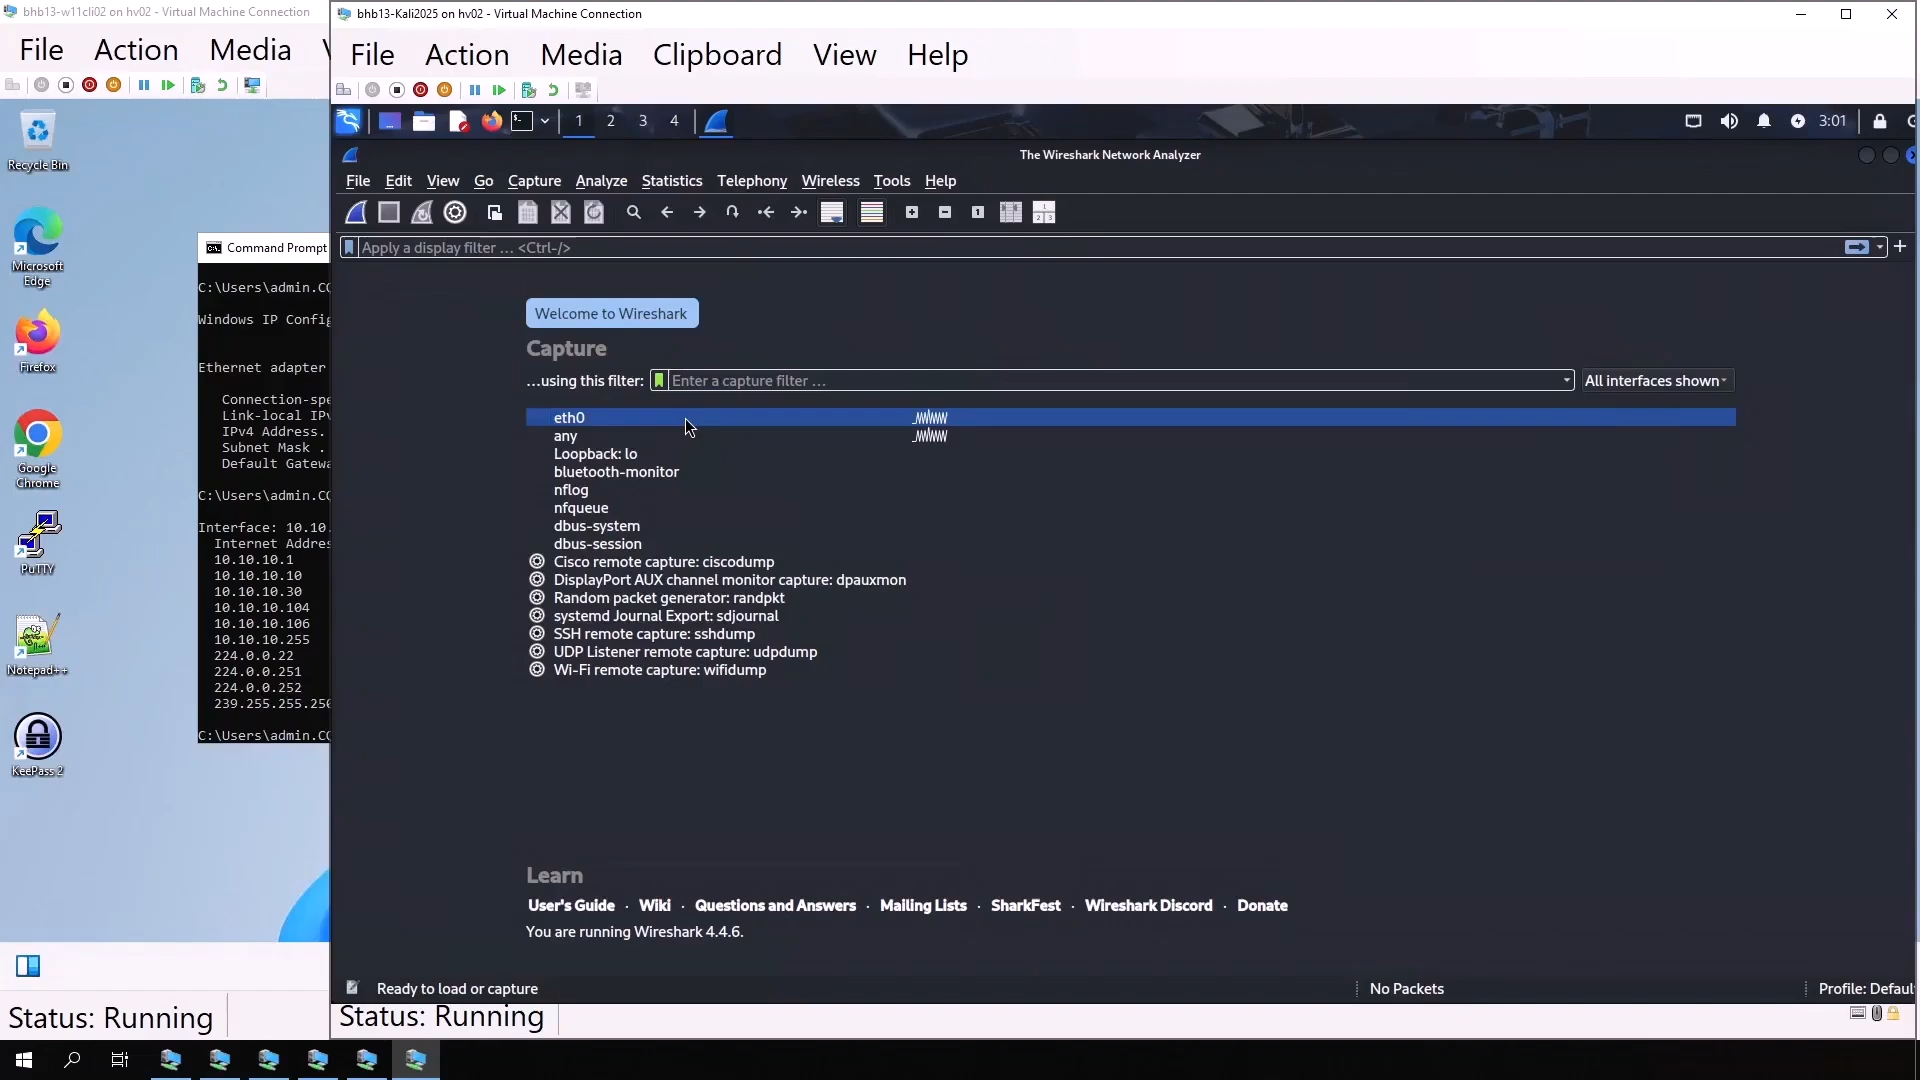 bhb13-w11cli02 on hv02 - Virtual Machine Connection
File Action Media
Recycle Bin
Microsoft
Edge
Firefox
Google
Chrome
PuTTY
Notepad++
KeePass 2
Command Prompt
C:\Users\admin.CO
Windows IP Config
Ethernet adapter
Connection-spe
Link-local IPv
IPv4 Address.
Subnet Mask .
Default Gatewa
C:\Users\admin.CO
Interface: 10.10.
Internet Addres
10.10.10.1
10.10.10.10
10.10.10.30
10.10.10.104
10.10.10.106
10.10.10.255
224.0.0.22
224.0.0.251
224.0.0.252
239.255.255.250
C:\Users\admin.CO
Status: Running
bhb13-Kali2025 on hv02 - Virtual Machine Connection
File Action Media Clipboard View Help
1 2 3 4
3:01
The Wireshark Network Analyzer
File Edit View Go Capture Analyze Statistics Telephony Wireless Tools Help
Apply a display filter … <Ctrl-/>
Welcome to Wireshark
Capture
…using this filter: Enter a capture filter … All interfaces shown
eth0
any
Loopback: lo
bluetooth-monitor
nflog
nfqueue
dbus-system
dbus-session
Cisco remote capture: ciscodump
DisplayPort AUX channel monitor capture: dpauxmon
Random packet generator: randpkt
systemd Journal Export: sdjournal
SSH remote capture: sshdump
UDP Listener remote capture: udpdump
Wi-Fi remote capture: wifidump
Learn
User's Guide · Wiki · Questions and Answers · Mailing Lists · SharkFest · Wireshark Discord · Donate
You are running Wireshark 4.4.6.
Ready to load or capture No Packets Profile: Defaul
Status: Running